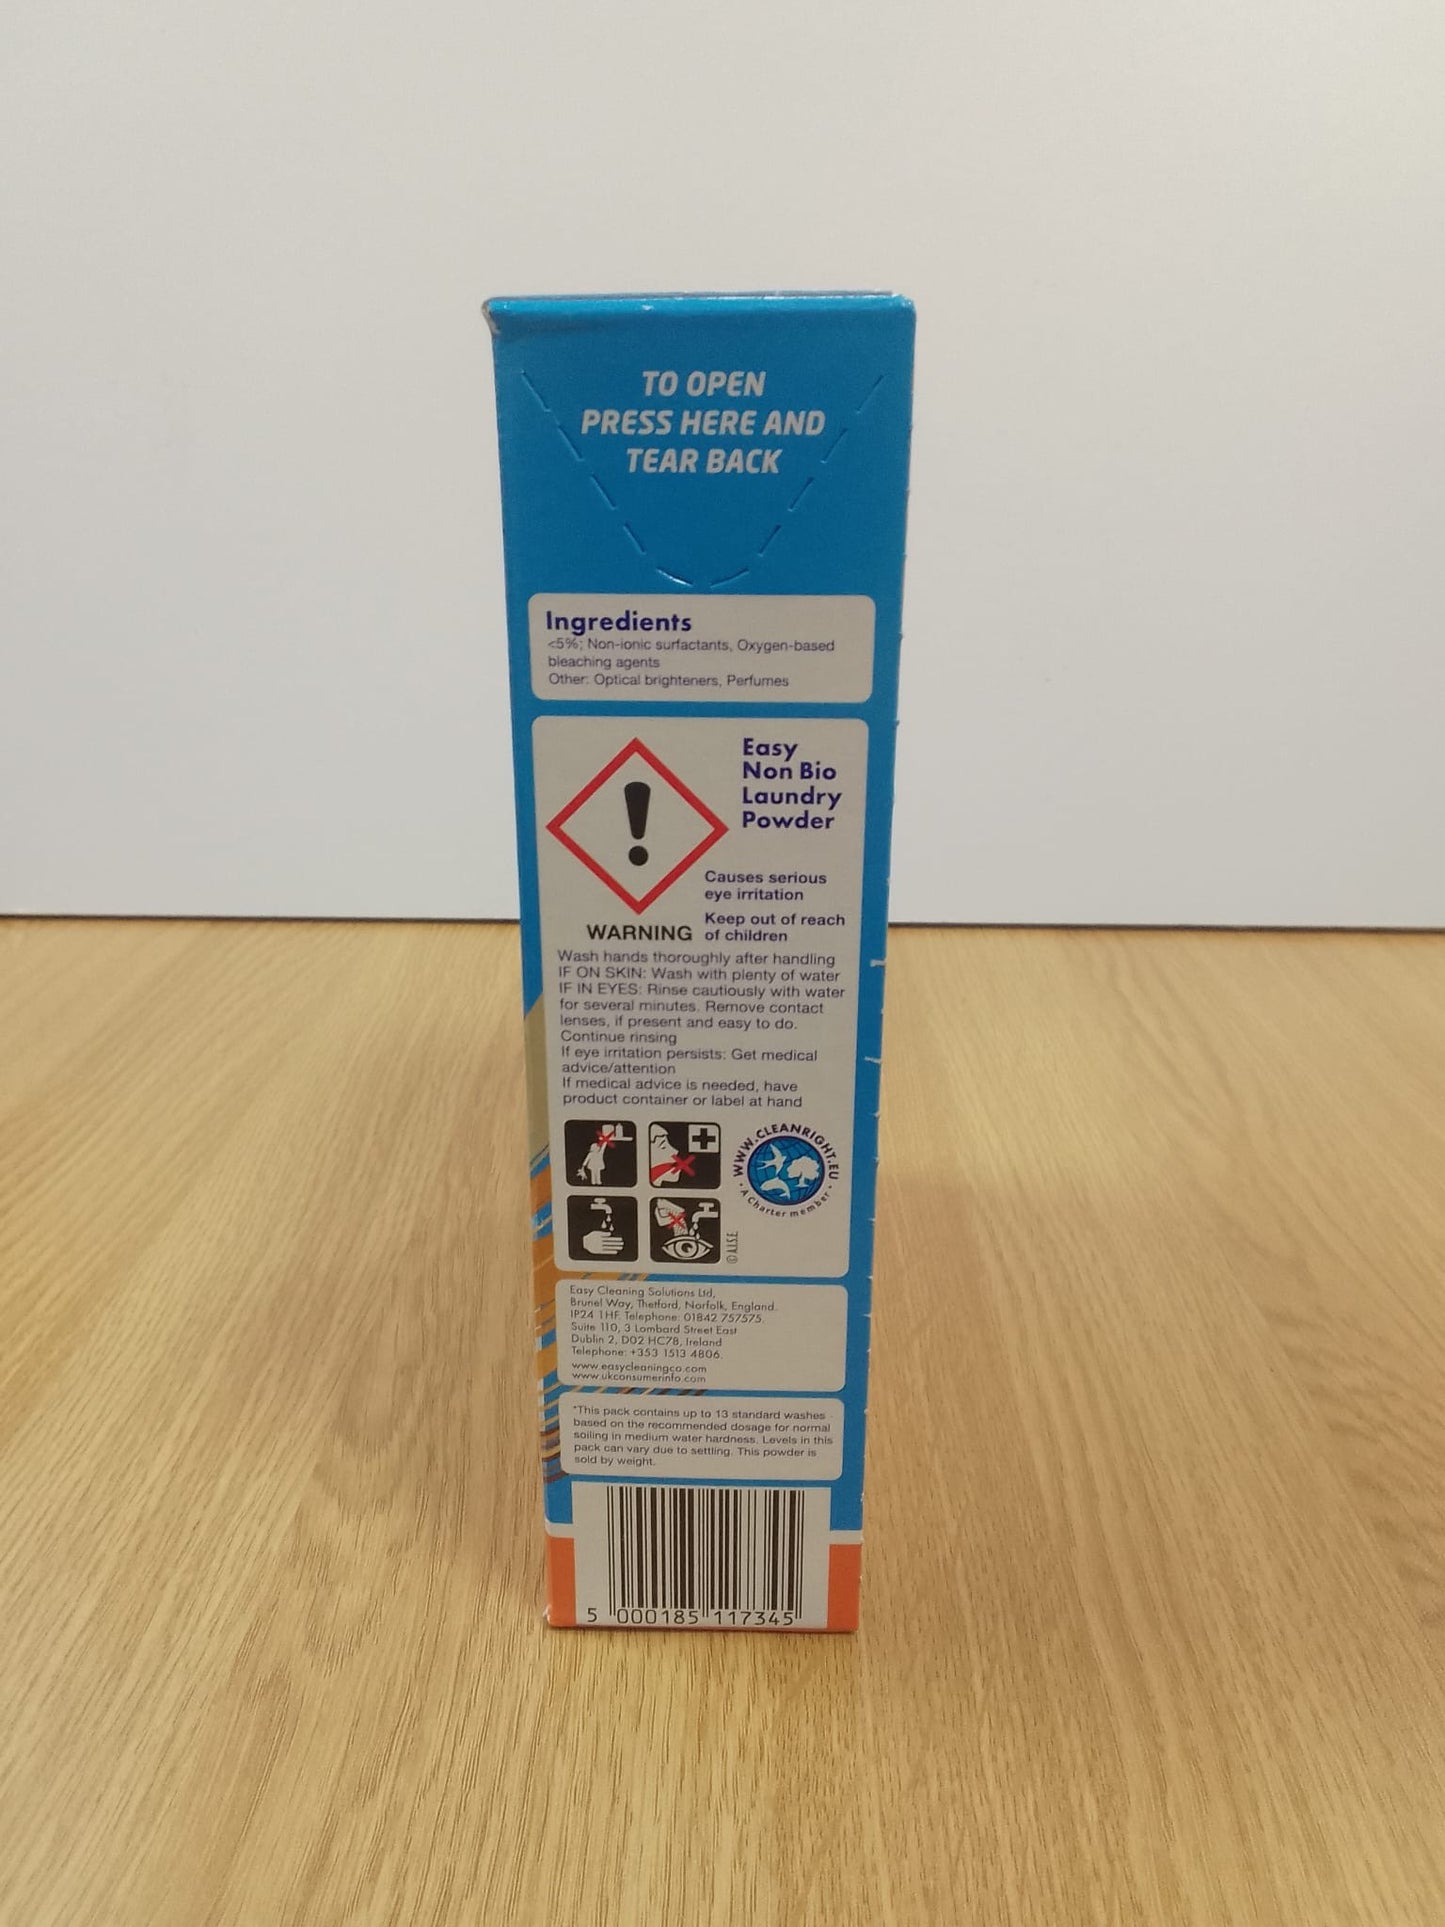 TO OPEN
PRESS HERE AND
TEAR BACK
Ingredients
<5%; Non-ionic surfactants, Oxygen-based
bleaching agents
Other: Optical brighteners, Perfumes
Easy
Non Bio
Laundry
Powder
Causes serious
eye irritation
Keep out of reach
of children
WARNING
Wash hands thoroughly after handling
IF ON SKIN: Wash with plenty of water
IF IN EYES: Rinse cautiously with water
for several minutes. Remove contact
lenses, if present and easy to do.
Continue rinsing
If eye irritation persists: Get medical
advice/attention
If medical advice is needed, have
product container or label at hand
WWW.CLEANRIGHT.EU
• A Charter member •
© A.I.S.E.
Easy Cleaning Solutions Ltd,
Brunel Way, Thetford, Norfolk, England.
IP24 1HF. Telephone: 01842 757575.
Suite 110, 3 Lombard Street East
Dublin 2, D02 HC78, Ireland
Telephone: +353 1513 4806.
www.easycleaningco.com
www.ukconsumerinfo.com
*This pack contains up to 13 standard washes
based on the recommended dosage for normal
soiling in medium water hardness. Levels in this
pack can vary due to settling. This powder is
sold by weight.
5 000185 117345